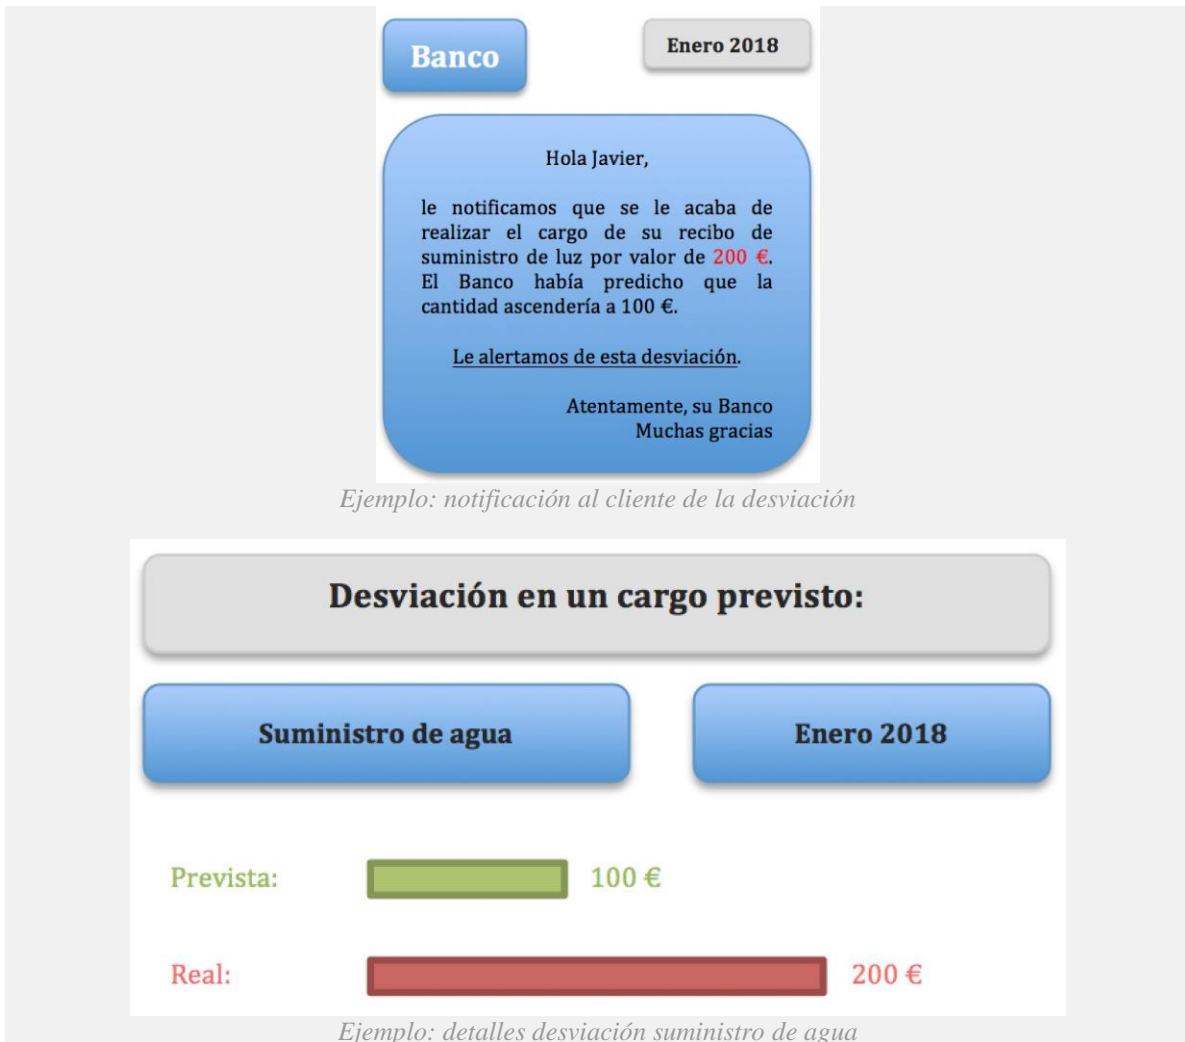 Banco
Enero 2018
Hola Javier,
le notificamos que se le acaba de
realizar el cargo de su recibo de
suministro de luz por valor de 200 €.
El Banco había predicho que la
cantidad ascendería a 100 €.
Le alertamos de esta desviación.
Atentamente, su Banco
Muchas gracias
Ejemplo: notificación al cliente de la desviación
Desviación en un cargo previsto:
Suministro de agua
Enero 2018
Prevista:
100 €
Real:
200 €
Ejemplo: detalles desviación suministro de agua